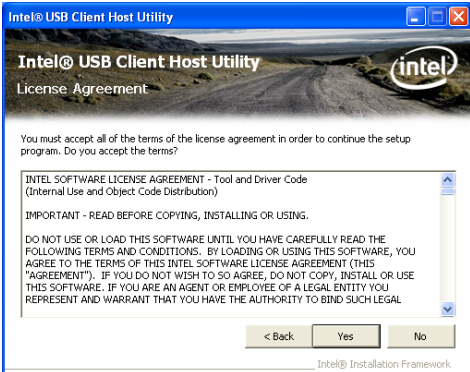 Intel® USB Client Host Utility
Intel® USB Client Host Utility
License Agreement
intel
You must accept all of the terms of the license agreement in order to continue the setup
program. Do you accept the terms?
INTEL SOFTWARE LICENSE AGREEMENT - Tool and Driver Code
(Internal Use and Object Code Distribution)
IMPORTANT - READ BEFORE COPYING, INSTALLING OR USING.
DO NOT USE OR LOAD THIS SOFTWARE UNTIL YOU HAVE CAREFULLY READ THE
FOLLOWING TERMS AND CONDITIONS. BY LOADING OR USING THIS SOFTWARE, YOU
AGREE TO THE TERMS OF THIS INTEL SOFTWARE LICENSE AGREEMENT (THIS
"AGREEMENT"). IF YOU DO NOT WISH TO SO AGREE, DO NOT COPY, INSTALL OR USE
THIS SOFTWARE. IF YOU ARE AN AGENT OR EMPLOYEE OF A LEGAL ENTITY YOU
REPRESENT AND WARRANT THAT YOU HAVE THE AUTHORITY TO BIND SUCH LEGAL
< Back Yes No
Intel® Installation Framework